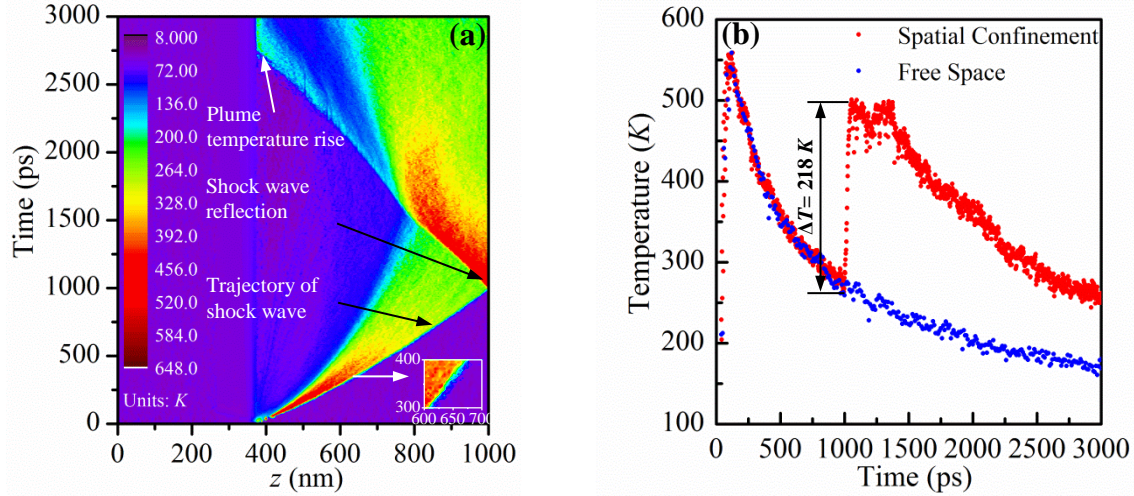 3000
2500
2000
1500
1000
500
0
Time (ps)
(a)
8.000
72.00
136.0
200.0
264.0
328.0
392.0
456.0
520.0
584.0
648.0
Units: K
Plume
temperature rise
Shock wave
reflection
Trajectory of
shock wave
400
300
600 650 700
0 200 400 600 800 1000
z (nm)
600
500
400
300
200
100
Temperature (K)
(b)
Spatial Confinement
Free Space
ΔT= 218 K
0 500 1000 1500 2000 2500 3000
Time (ps)